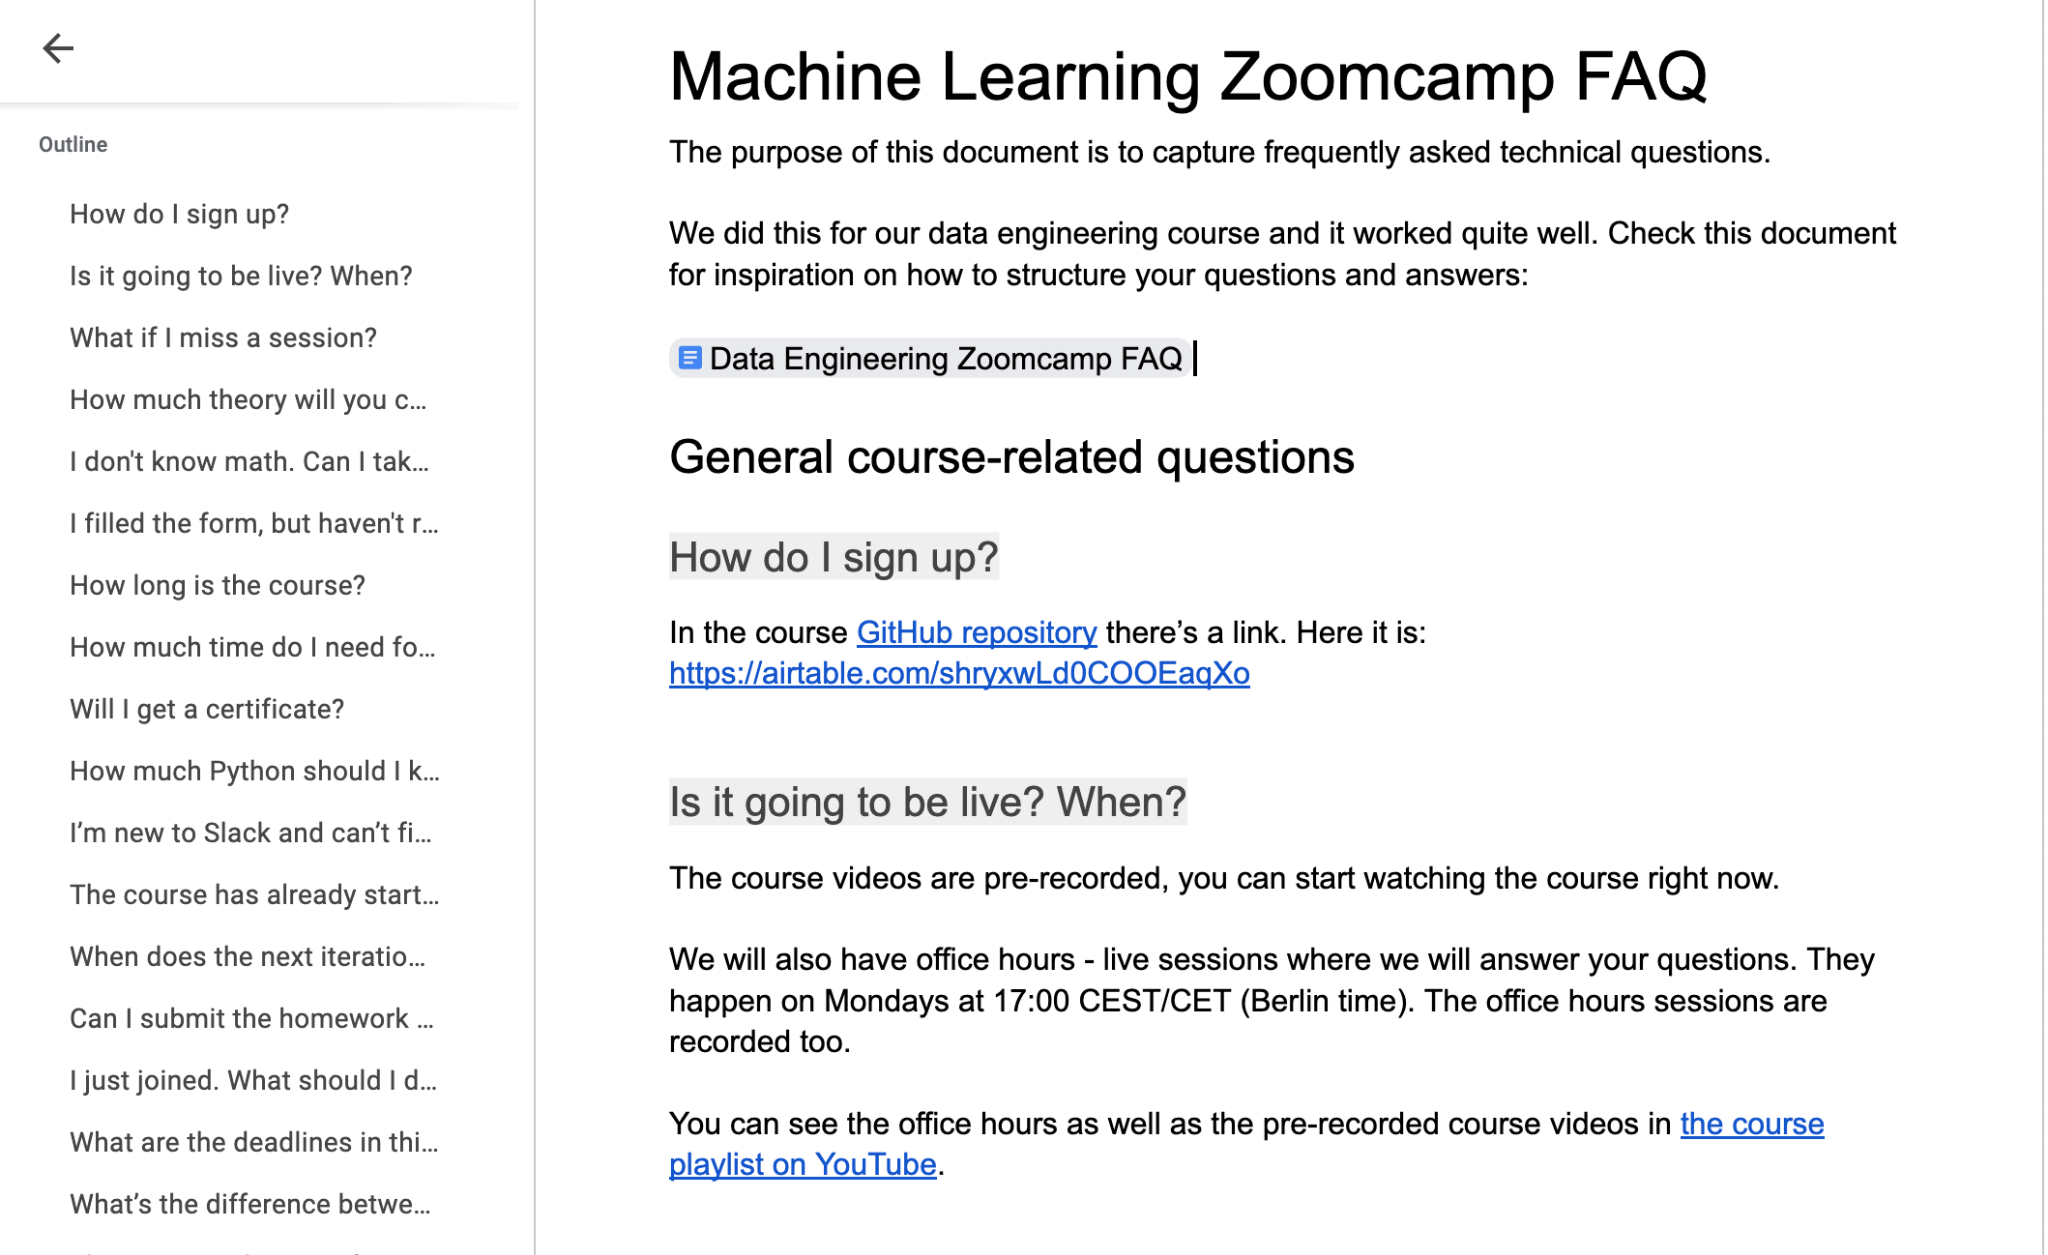 Outline
How do I sign up?
Is it going to be live? When?
What if I miss a session?
How much theory will you c...
I don't know math. Can I tak...
I filled the form, but haven't r...
How long is the course?
How much time do I need fo...
Will I get a certificate?
How much Python should I k...
I’m new to Slack and can’t fi...
The course has already start...
When does the next iteratio...
Can I submit the homework ...
I just joined. What should I d...
What are the deadlines in thi...
What’s the difference betwe...
Machine Learning Zoomcamp FAQ
The purpose of this document is to capture frequently asked technical questions.
We did this for our data engineering course and it worked quite well. Check this document
for inspiration on how to structure your questions and answers:
Data Engineering Zoomcamp FAQ
General course-related questions
How do I sign up?
In the course GitHub repository there’s a link. Here it is:
https://airtable.com/shryxwLd0COOEaqXo
Is it going to be live? When?
The course videos are pre-recorded, you can start watching the course right now.
We will also have office hours - live sessions where we will answer your questions. They
happen on Mondays at 17:00 CEST/CET (Berlin time). The office hours sessions are
recorded too.
You can see the office hours as well as the pre-recorded course videos in the course
playlist on YouTube.